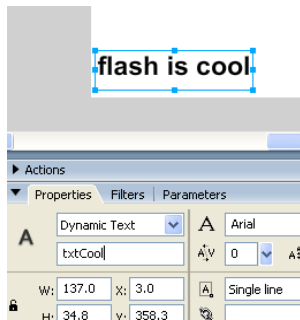 flash is cool
Actions
Properties Filters Parameters
A Dynamic Text A Arial
txtCool A|V 0 A
W: 137.0 X: 3.0 A Single line
H: 34.8 Y: 358.3